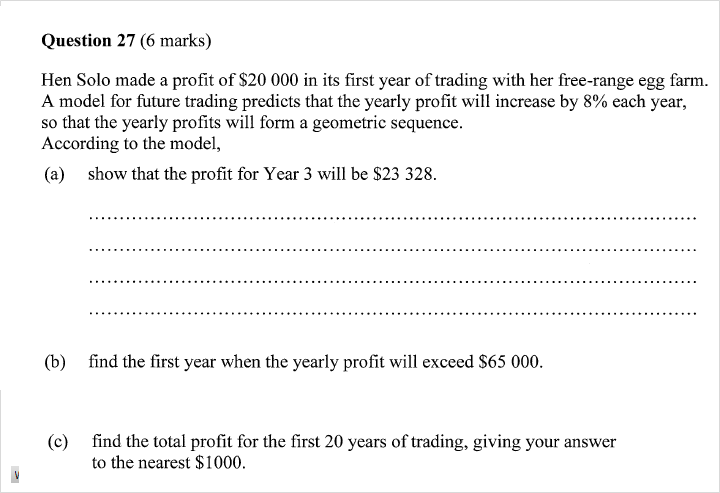 Question 27 (6 marks)
Hen Solo made a profit of $20 000 in its first year of trading with her free-range egg farm.
A model for future trading predicts that the yearly profit will increase by 8% each year,
so that the yearly profits will form a geometric sequence.
According to the model,
(a) show that the profit for Year 3 will be $23 328.
(b) find the first year when the yearly profit will exceed $65 000.
(c) find the total profit for the first 20 years of trading, giving your answer
to the nearest $1000.